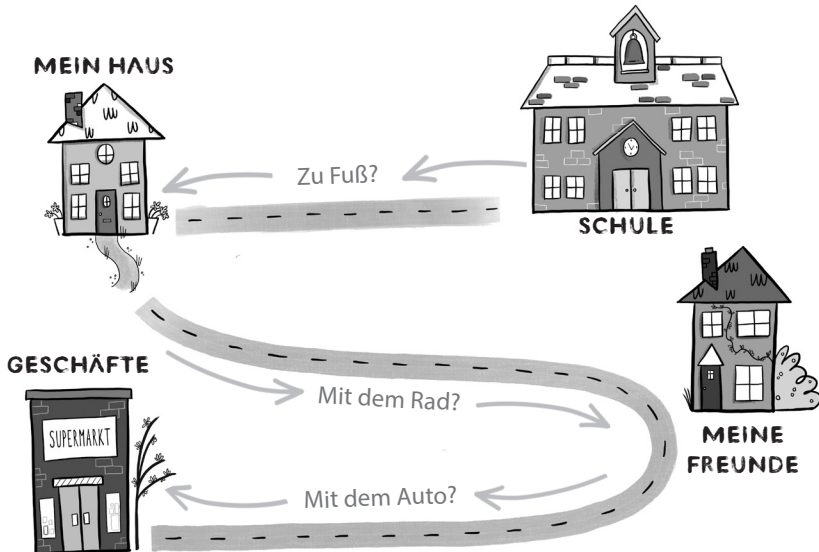 MEIN HAUS
Zu Fuß?
SCHULE
GESCHÄFTE
SUPERMARKT
Mit dem Rad?
MEINE
FREUNDE
Mit dem Auto?